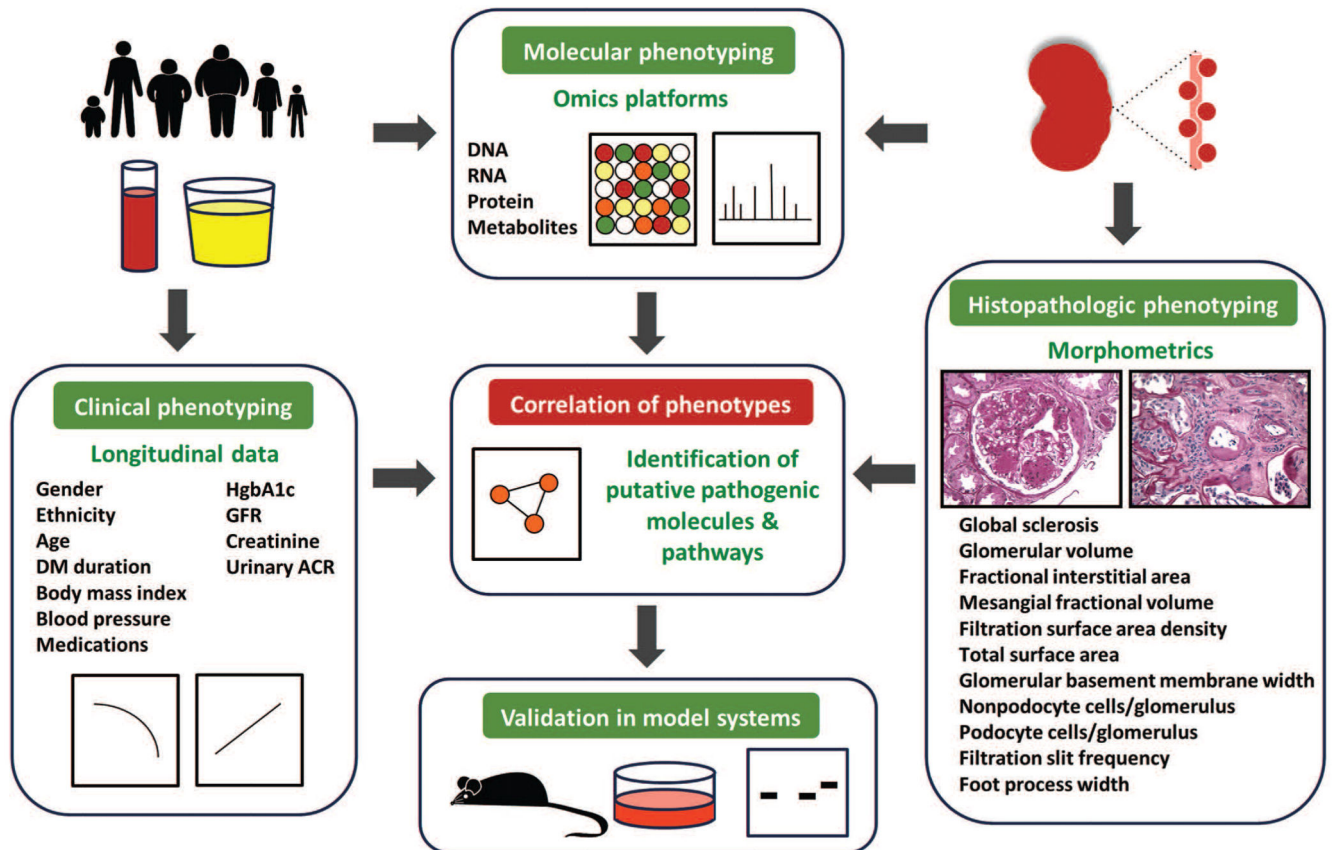 Molecular phenotyping
Omics platforms
DNA
RNA
Protein
Metabolites
Clinical phenotyping
Longitudinal data
Gender
Ethnicity
Age
DM duration
Body mass index
Blood pressure
Medications
HgbA1c
GFR
Creatinine
Urinary ACR
Correlation of phenotypes
Identification of
putative pathogenic
molecules &
pathways
Histopathologic phenotyping
Morphometrics
Global sclerosis
Glomerular volume
Fractional interstitial area
Mesangial fractional volume
Filtration surface area density
Total surface area
Glomerular basement membrane width
Nonpodocyte cells/glomerulus
Podocyte cells/glomerulus
Filtration slit frequency
Foot process width
Validation in model systems